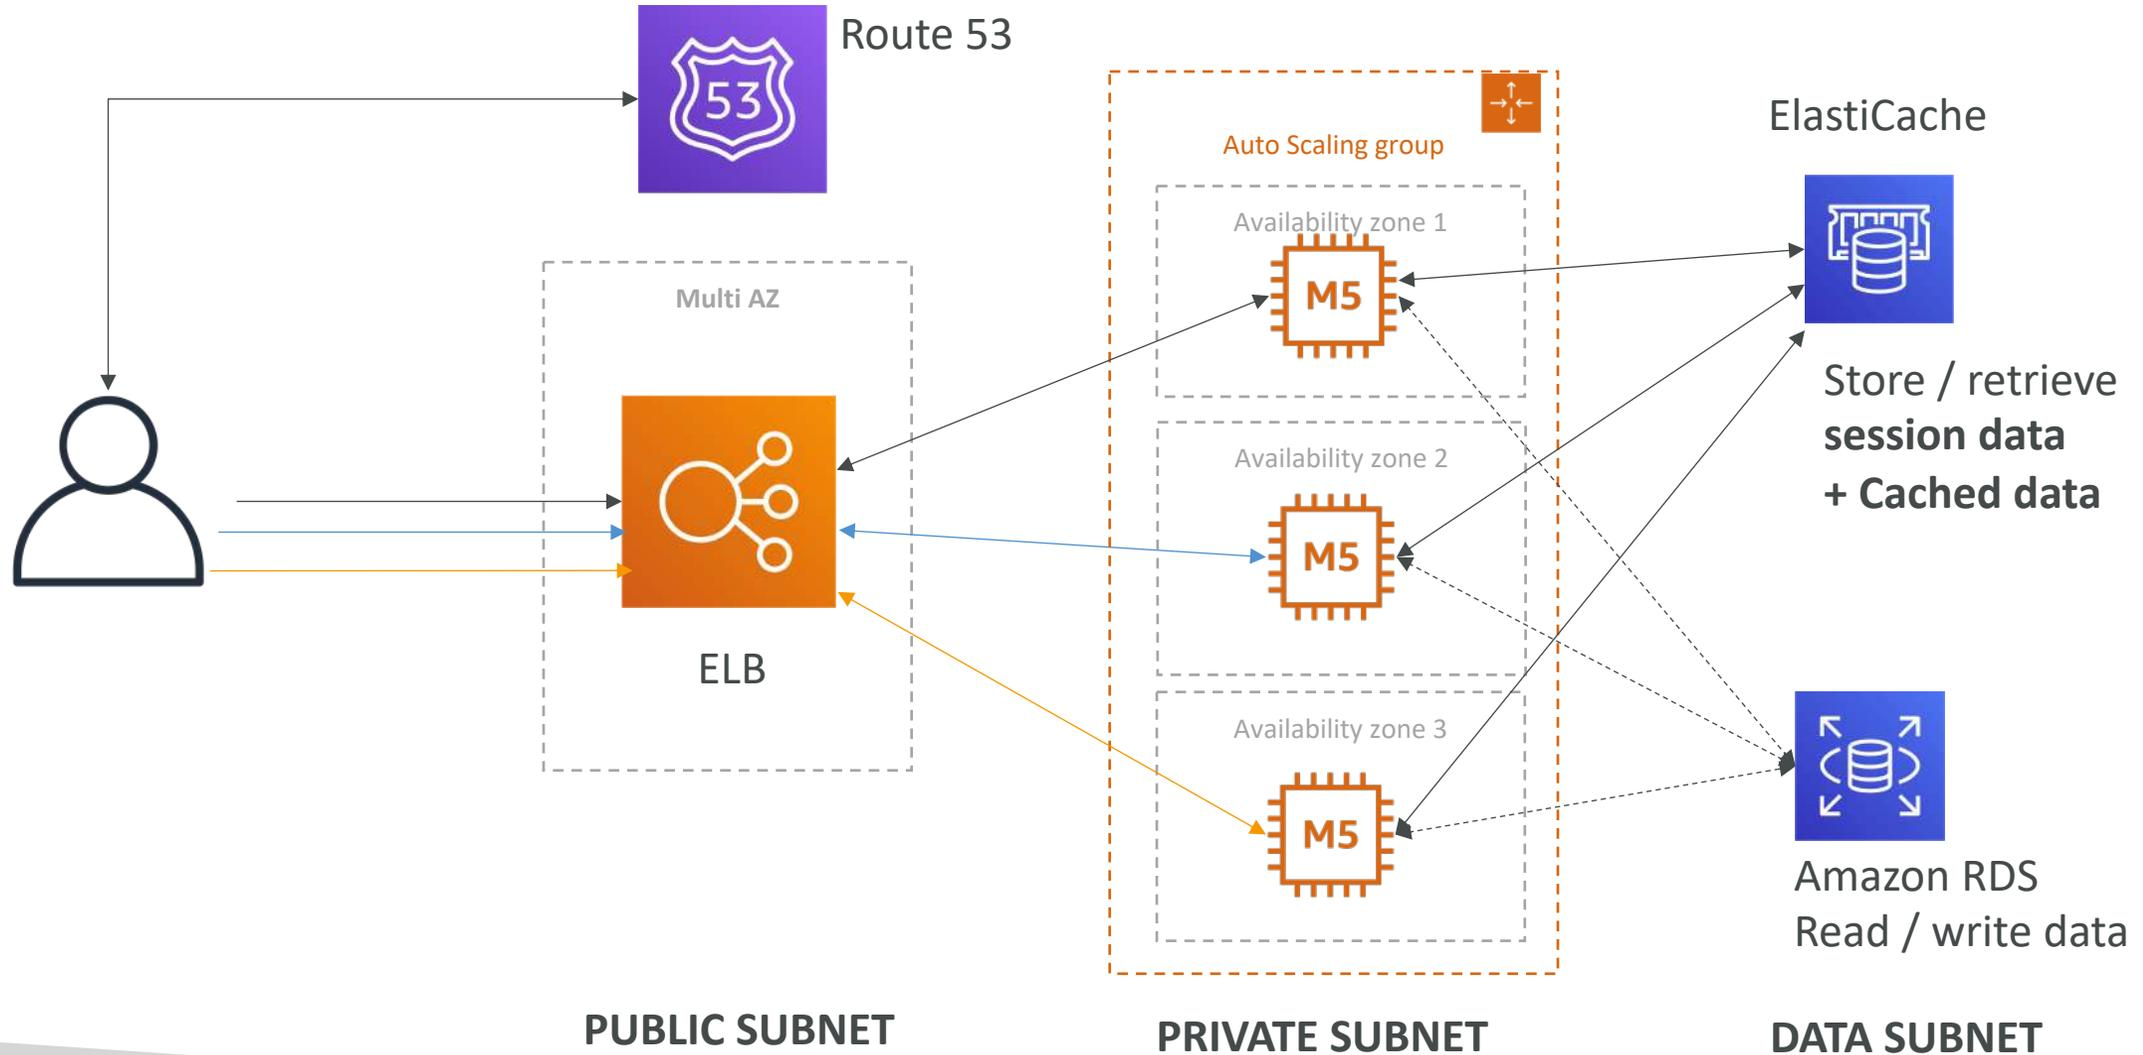 Route 53
53
ElastiCache
Auto Scaling group
Availability zone 1
M5
Multi AZ
Store / retrieve
session data
+ Cached data
Availability zone 2
M5
ELB
Availability zone 3
M5
Amazon RDS
Read / write data
PUBLIC SUBNET
PRIVATE SUBNET
DATA SUBNET